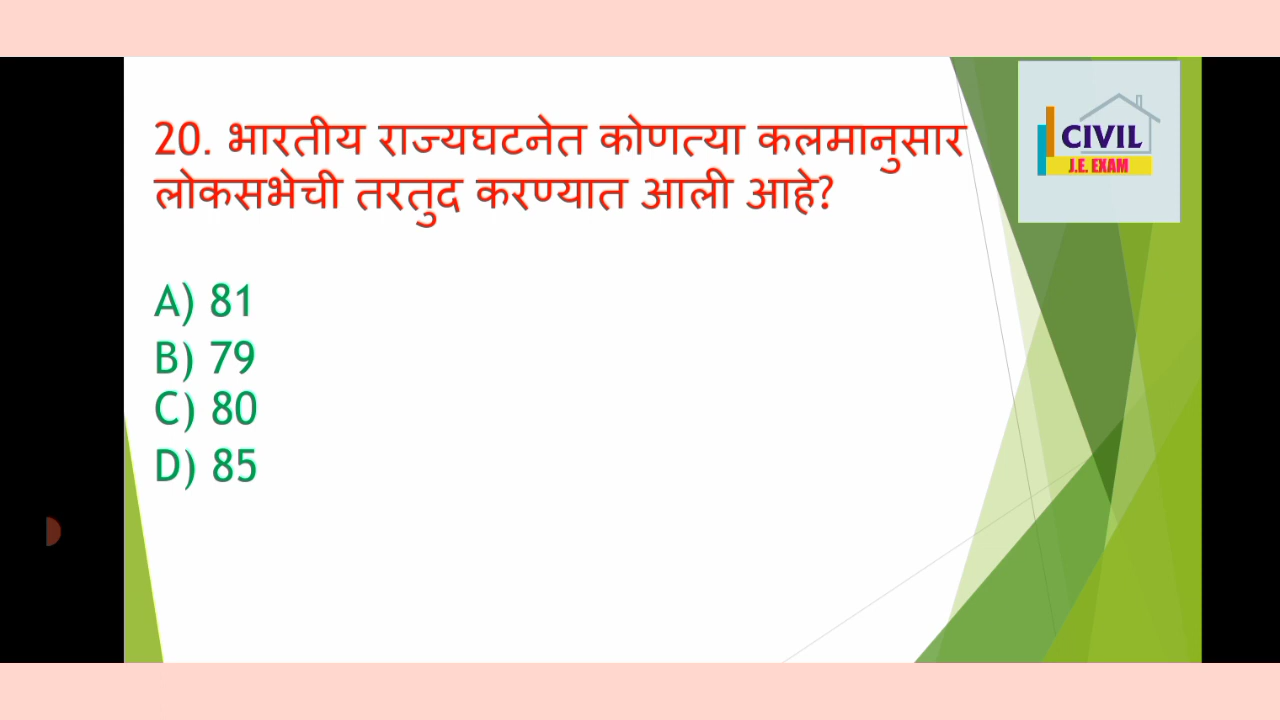 20. भारतीय राज्यघटनेत कोणत्या कलमानुसार
लोकसभेची तरतुद करण्यात आली आहे?
A) 81
B) 79
C) 80
D) 85
CIVIL
J.E. EXAM